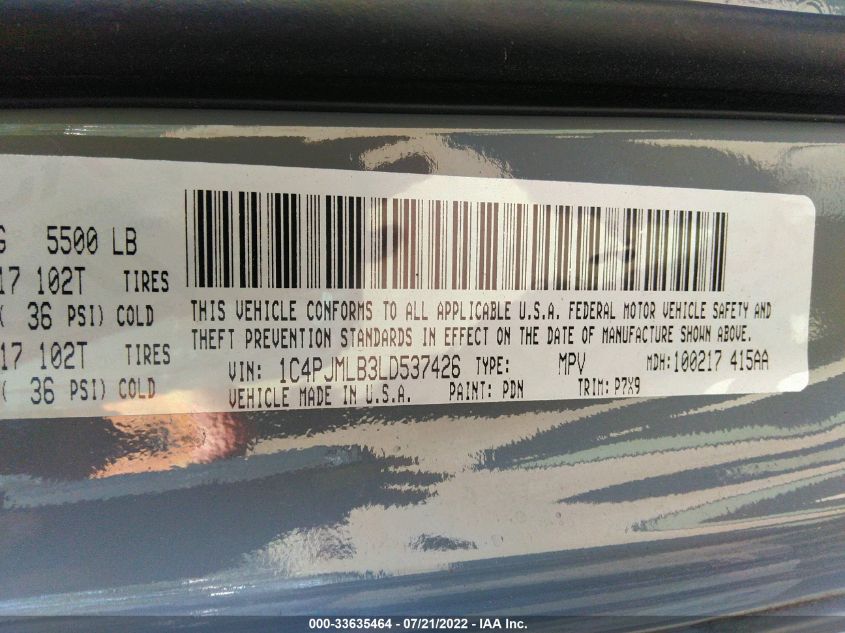 G 5500 LB
17 102T TIRES
( 36 PSI) COLD
17 102T TIRES
( 36 PSI) COLD
THIS VEHICLE CONFORMS TO ALL APPLICABLE U.S.A. FEDERAL MOTOR VEHICLE SAFETY AND
THEFT PREVENTION STANDARDS IN EFFECT ON THE DATE OF MANUFACTURE SHOWN ABOVE.
VIN: 1C4PJMLB3LD537426 TYPE: MPV MDH:100217 415AA
VEHICLE MADE IN U.S.A. PAINT: PDN TRIM: P7X9
000-33635464 - 07/21/2022 - IAA Inc.